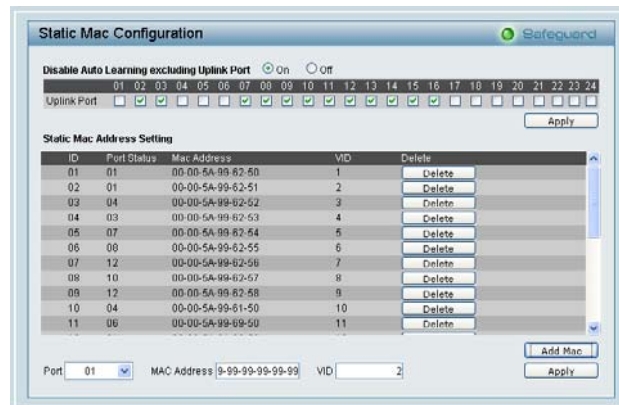 Static Mac Configuration
Safeguard
Disable Auto Learning excluding Uplink Port On Off
01 02 03 04 05 06 07 08 09 10 11 12 13 14 15 16 17 18 19 20 21 22 23 24
Uplink Port
Apply
Static Mac Address Setting
ID Port Status Mac Address VID Delete
01 01 00-00-5A-99-62-50 1 Delete
02 01 00-00-5A-99-62-51 2 Delete
03 04 00-00-5A-99-62-52 3 Delete
04 03 00-00-5A-99-62-53 4 Delete
05 07 00-00-5A-99-62-54 5 Delete
06 08 00-00-5A-99-62-55 6 Delete
07 12 00-00-5A-99-62-56 7 Delete
08 10 00-00-5A-99-62-57 8 Delete
09 12 00-00-5A-99-62-58 9 Delete
10 04 00-00-5A-99-61-50 10 Delete
11 06 00-00-5A-99-69-50 11 Delete
Add Mac
Port 01 MAC Address 9-99-99-99-99-99 VID 2 Apply